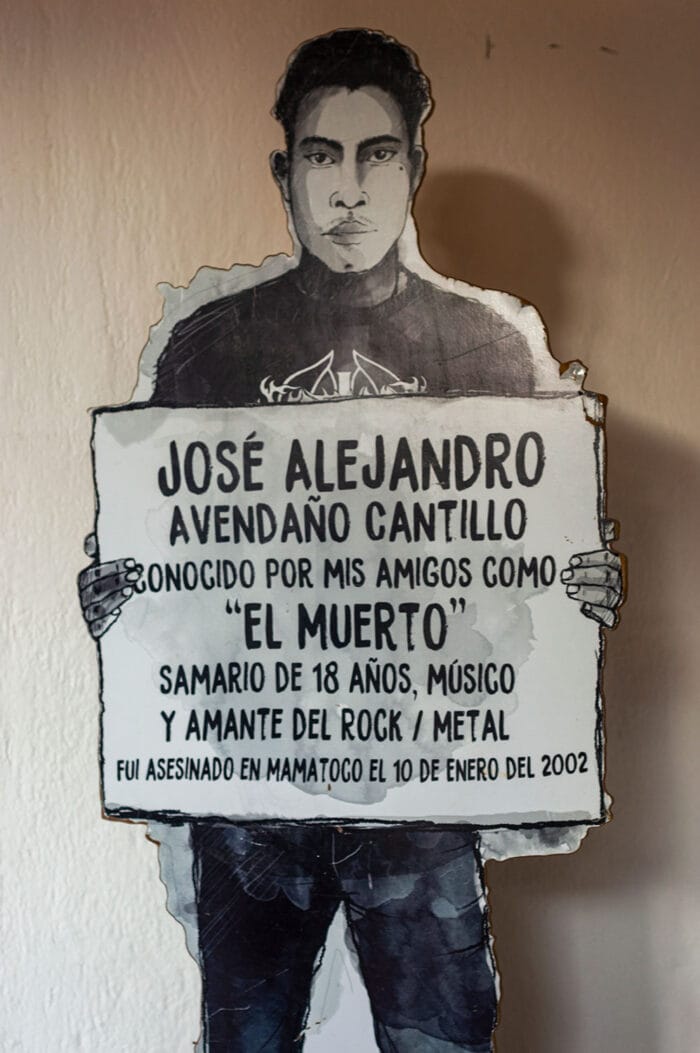 JOSÉ ALEJANDRO
AVENDAÑO CANTILLO
CONOCIDO POR MIS AMIGOS COMO
“EL MUERTO”
SAMARIO DE 18 AÑOS, MÚSICO
Y AMANTE DEL ROCK / METAL
FUI ASESINADO EN MAMATOCO EL 10 DE ENERO DEL 2002